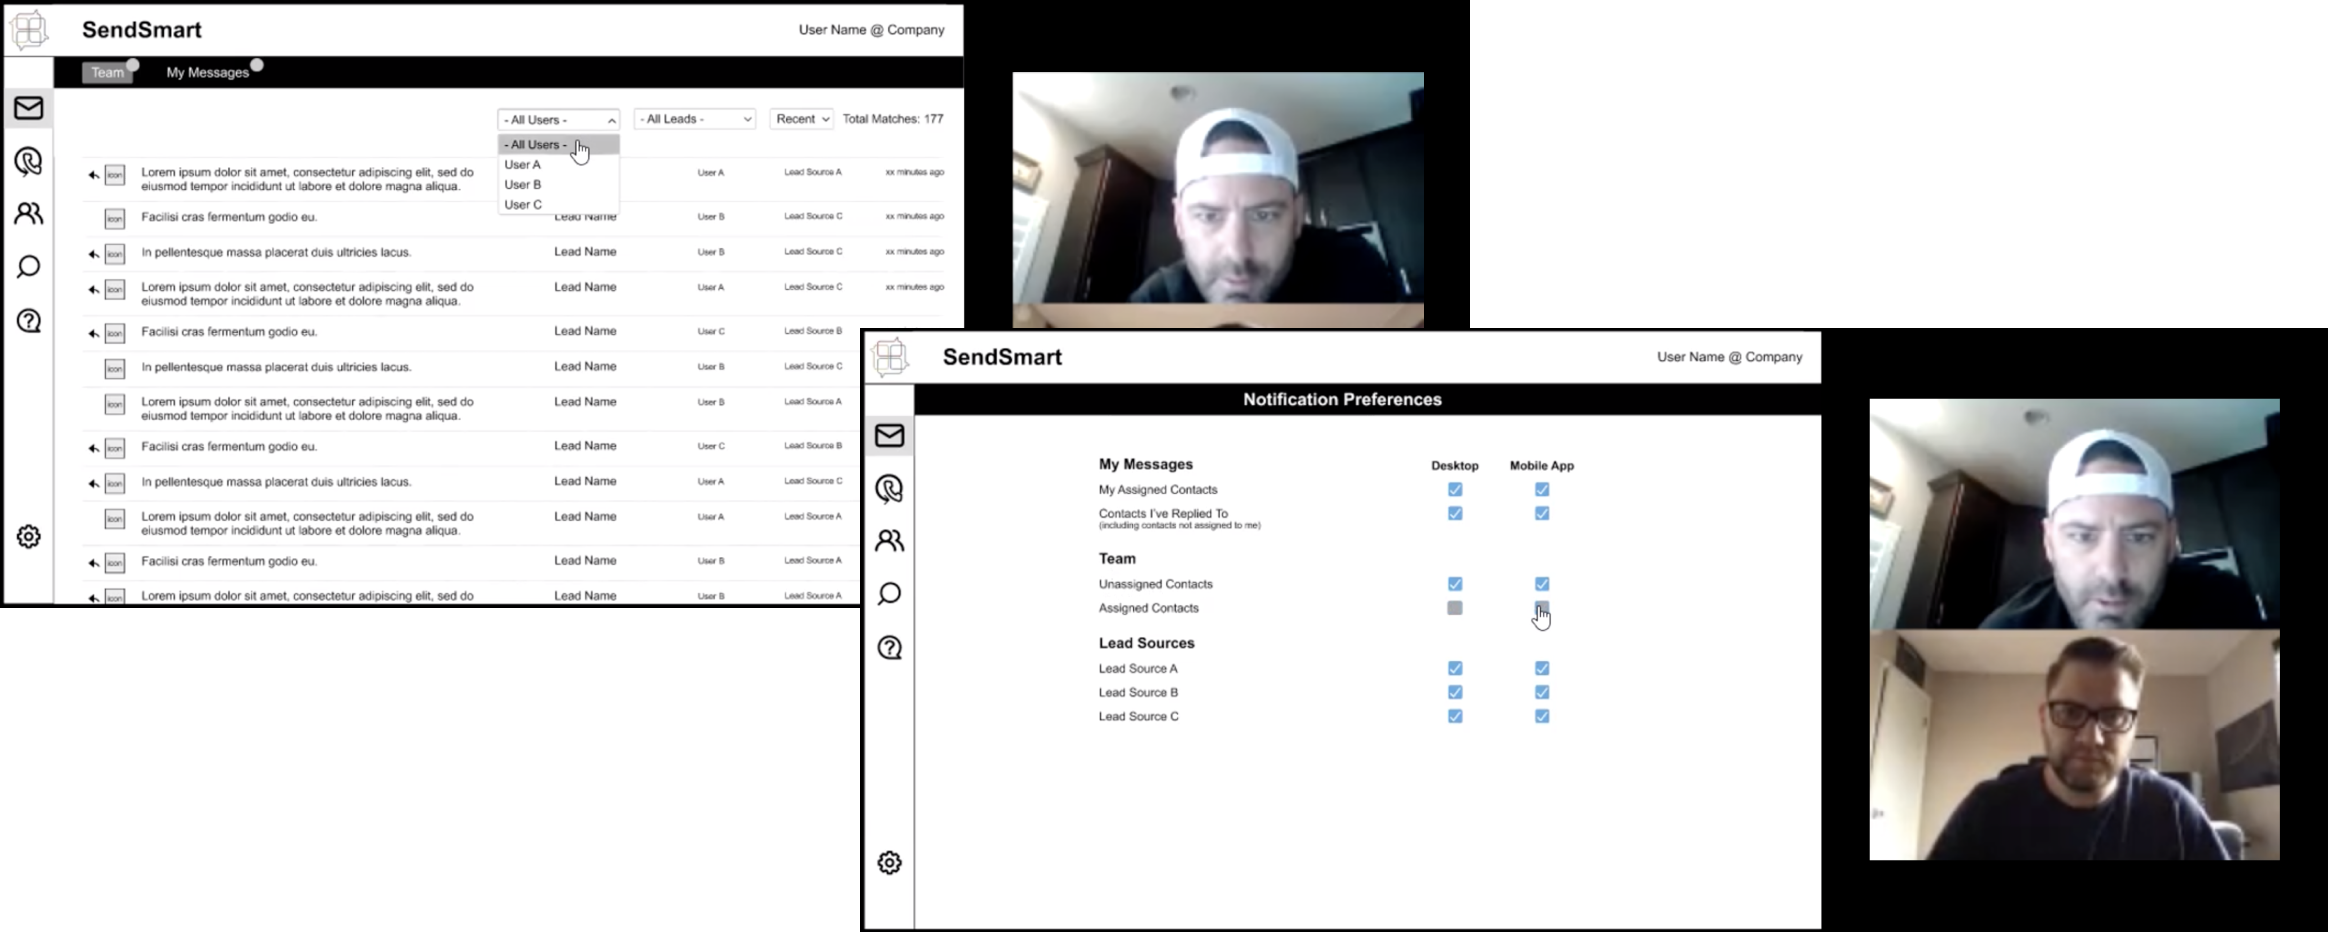 SendSmart
User Name @ Company
Team
My Messages
- All Users -
- All Leads -
Recent
Total Matches: 177
- All Users -
User A
User B
User C
icon
Lorem ipsum dolor sit amet, consectetur adipiscing elit, sed do
eiusmod tempor incididunt ut labore et dolore magna aliqua.
User A
Lead Source A
xx minutes ago
icon
Facilisi cras fermentum godio eu.
Lead Name
User B
Lead Source C
xx minutes ago
icon
In pellentesque massa placerat duis ultricies lacus.
Lead Name
User B
Lead Source C
xx minutes ago
icon
Lorem ipsum dolor sit amet, consectetur adipiscing elit, sed do
eiusmod tempor incididunt ut labore et dolore magna aliqua.
Lead Name
User A
Lead Source C
xx minutes ago
icon
Facilisi cras fermentum godio eu.
Lead Name
User C
Lead Source B
icon
In pellentesque massa placerat duis ultricies lacus.
Lead Name
User B
Lead Source C
icon
Lorem ipsum dolor sit amet, consectetur adipiscing elit, sed do
eiusmod tempor incididunt ut labore et dolore magna aliqua.
Lead Name
User B
Lead Source A
icon
Facilisi cras fermentum godio eu.
Lead Name
User C
Lead Source B
icon
In pellentesque massa placerat duis ultricies lacus.
Lead Name
User A
Lead Source C
icon
Lorem ipsum dolor sit amet, consectetur adipiscing elit, sed do
eiusmod tempor incididunt ut labore et dolore magna aliqua.
Lead Name
User A
Lead Source A
icon
Facilisi cras fermentum godio eu.
Lead Name
User B
Lead Source A
icon
Lorem ipsum dolor sit amet, consectetur adipiscing elit, sed do
Lead Name
User B
Lead Source A
SendSmart
User Name @ Company
Notification Preferences
My Messages
Desktop
Mobile App
My Assigned Contacts
Contacts I've Replied To
(including contacts not assigned to me)
Team
Unassigned Contacts
Assigned Contacts
Lead Sources
Lead Source A
Lead Source B
Lead Source C